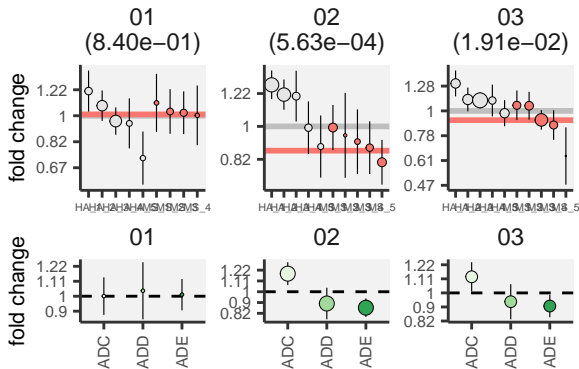 01 02 03
(8.40e−01) (5.63e−04) (1.91e−02)
fold change
1.22 1.22 1.28
1 1 1
0.82 0.82 0.78
0.67 0.61
0.47
01 02 03
fold change
1.22 1.22 1.22
1.11 1.11 1.11
1 1 1
0.9 0.9 0.9
0.82 0.82
ADC ADD ADE ADC ADD ADE ADC ADD ADE